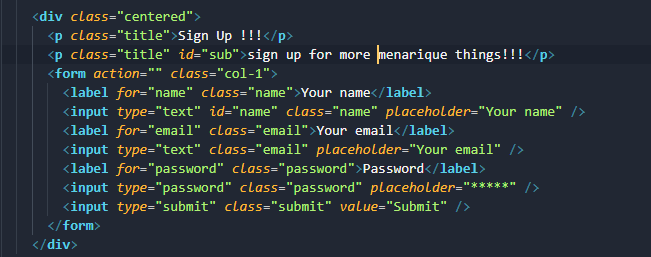 <div class="centered">
<p class="title">Sign Up !!!</p>
<p class="title" id="sub">sign up for more menarique things!!!</p>
<form action="" class="col-1">
<label for="name" class="name">Your name</label>
<input type="text" id="name" class="name" placeholder="Your name" />
<label for="email" class="email">Your email</label>
<input type="text" class="email" placeholder="Your email" />
<label for="password" class="password">Password</label>
<input type="password" class="password" placeholder="*****" />
<input type="submit" class="submit" value="Submit" />
</form>
</div>